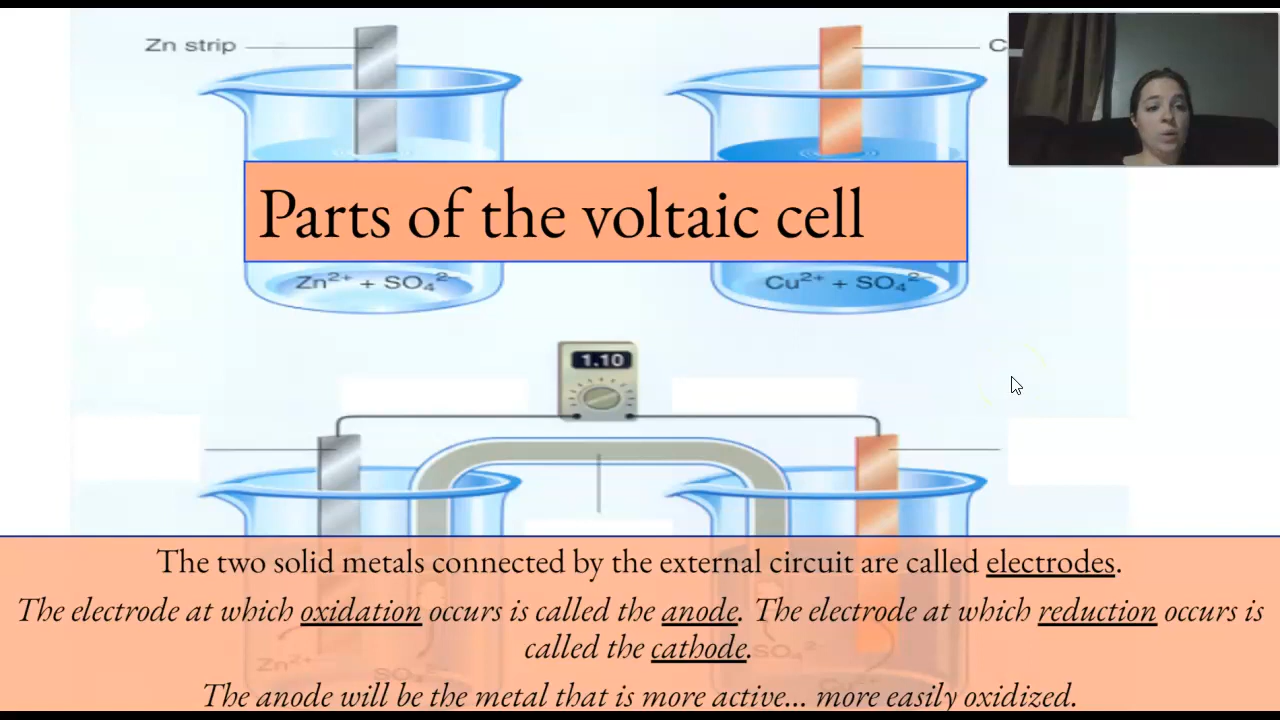 Zn strip
C
Parts of the voltaic cell
Zn²⁺ + SO₄²⁻
Cu²⁺ + SO₄²⁻
1.10
The two solid metals connected by the external circuit are called electrodes.
The electrode at which oxidation occurs is called the anode. The electrode at which reduction occurs is
called the cathode.
Zn²⁺
SO₄²⁻
The anode will be the metal that is more active... more easily oxidized.